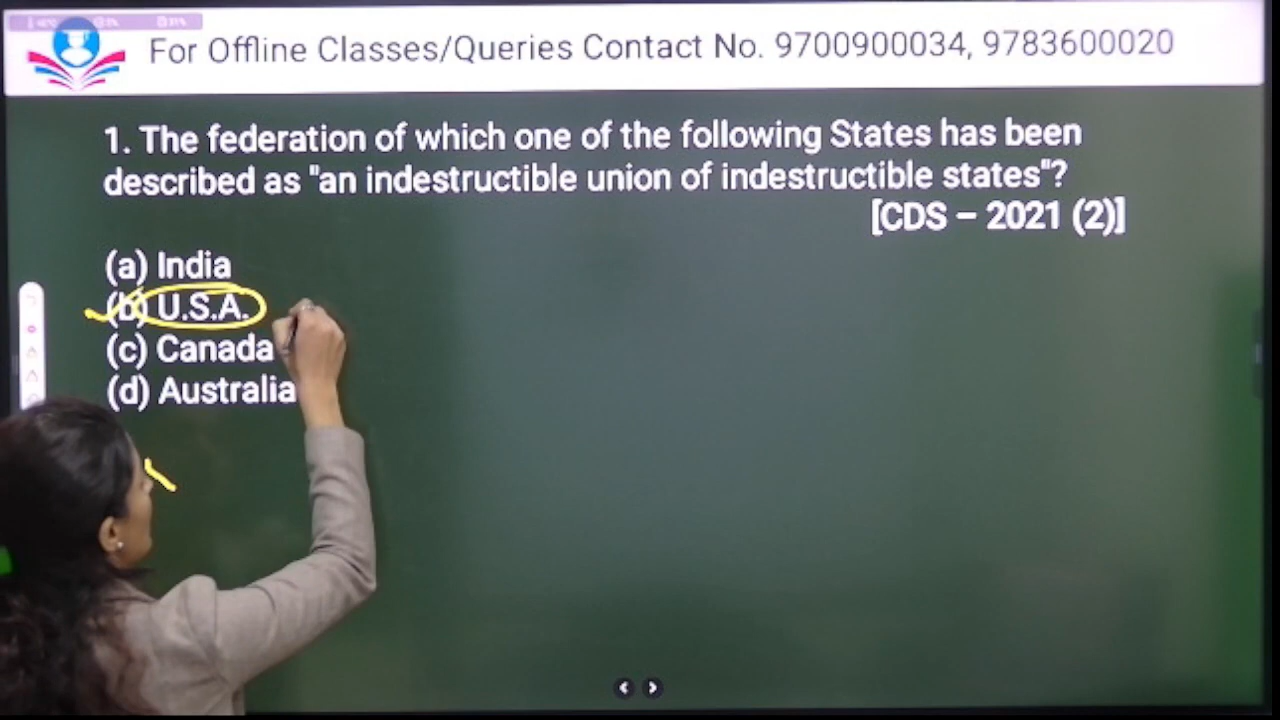 For Offline Classes/Queries Contact No. 9700900034, 9783600020
1. The federation of which one of the following States has been
described as "an indestructible union of indestructible states"?
[CDS – 2021 (2)]
(a) India
(b) U.S.A.
(c) Canada
(d) Australia